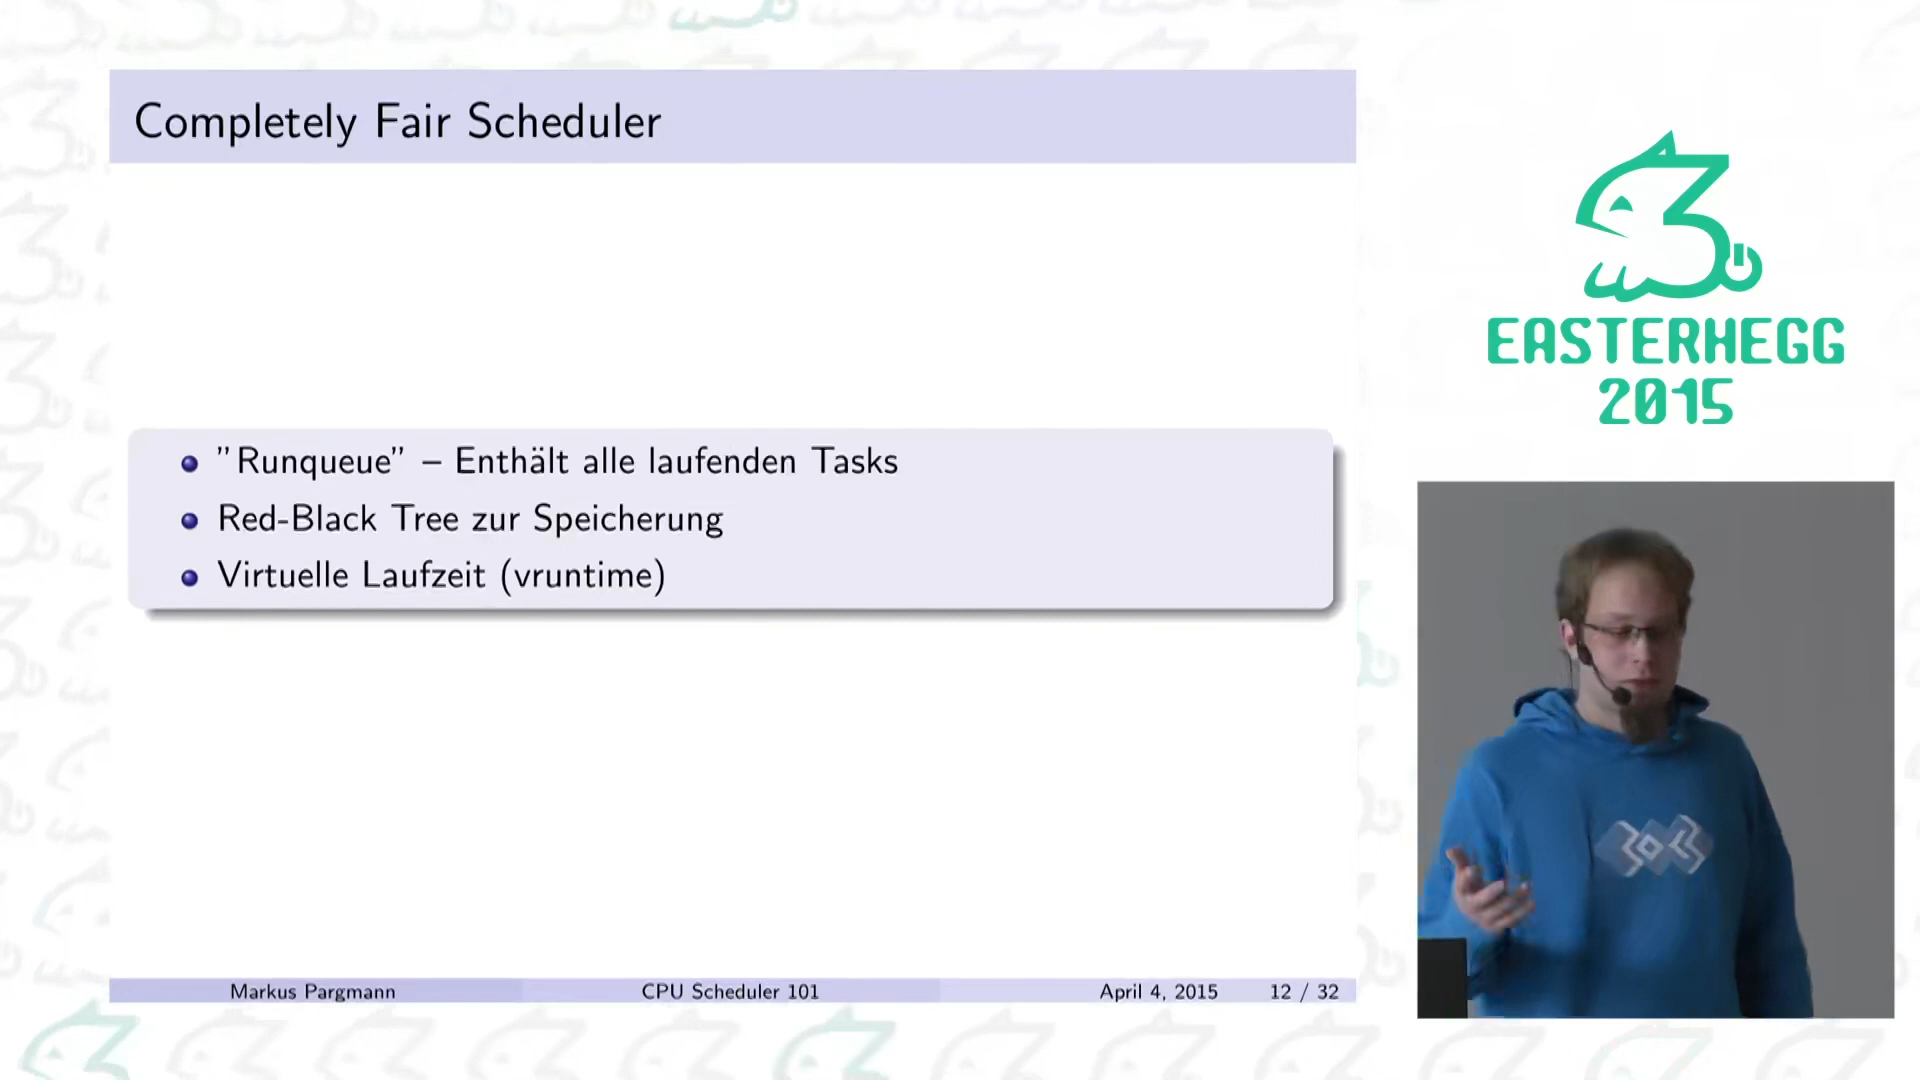 Completely Fair Scheduler
"Runqueue" – Enthält alle laufenden Tasks
Red-Black Tree zur Speicherung
Virtuelle Laufzeit (vruntime)
Markus Pargmann CPU Scheduler 101 April 4, 2015 12 / 32
EASTERHEGG
2015